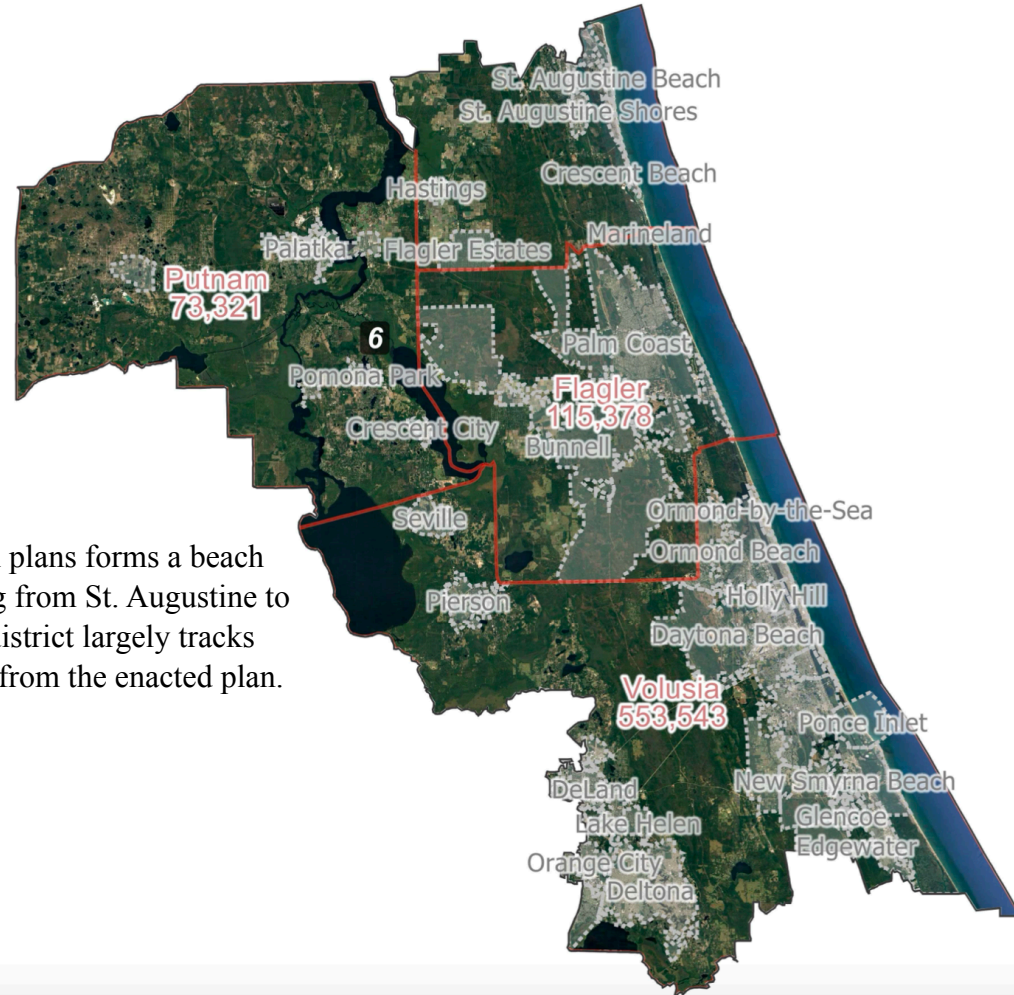 St. Augustine Beach
St. Augustine Shores
Crescent Beach
Hastings
Marineland
Palatka
Flagler Estates
Putnam
73,321
6
Palm Coast
Pomona Park
Flagler
115,378
Crescent City
Bunnell
Ormond-by-the-Sea
Seville
Ormond Beach
plans forms a beach
from St. Augustine to
Pierson
Holly Hill
istrict largely tracks
Daytona Beach
from the enacted plan.
Volusia
553,543
Ponce Inlet
DeLand
New Smyrna Beach
Lake Helen
Glencoe
Edgewater
Orange City
Deltona